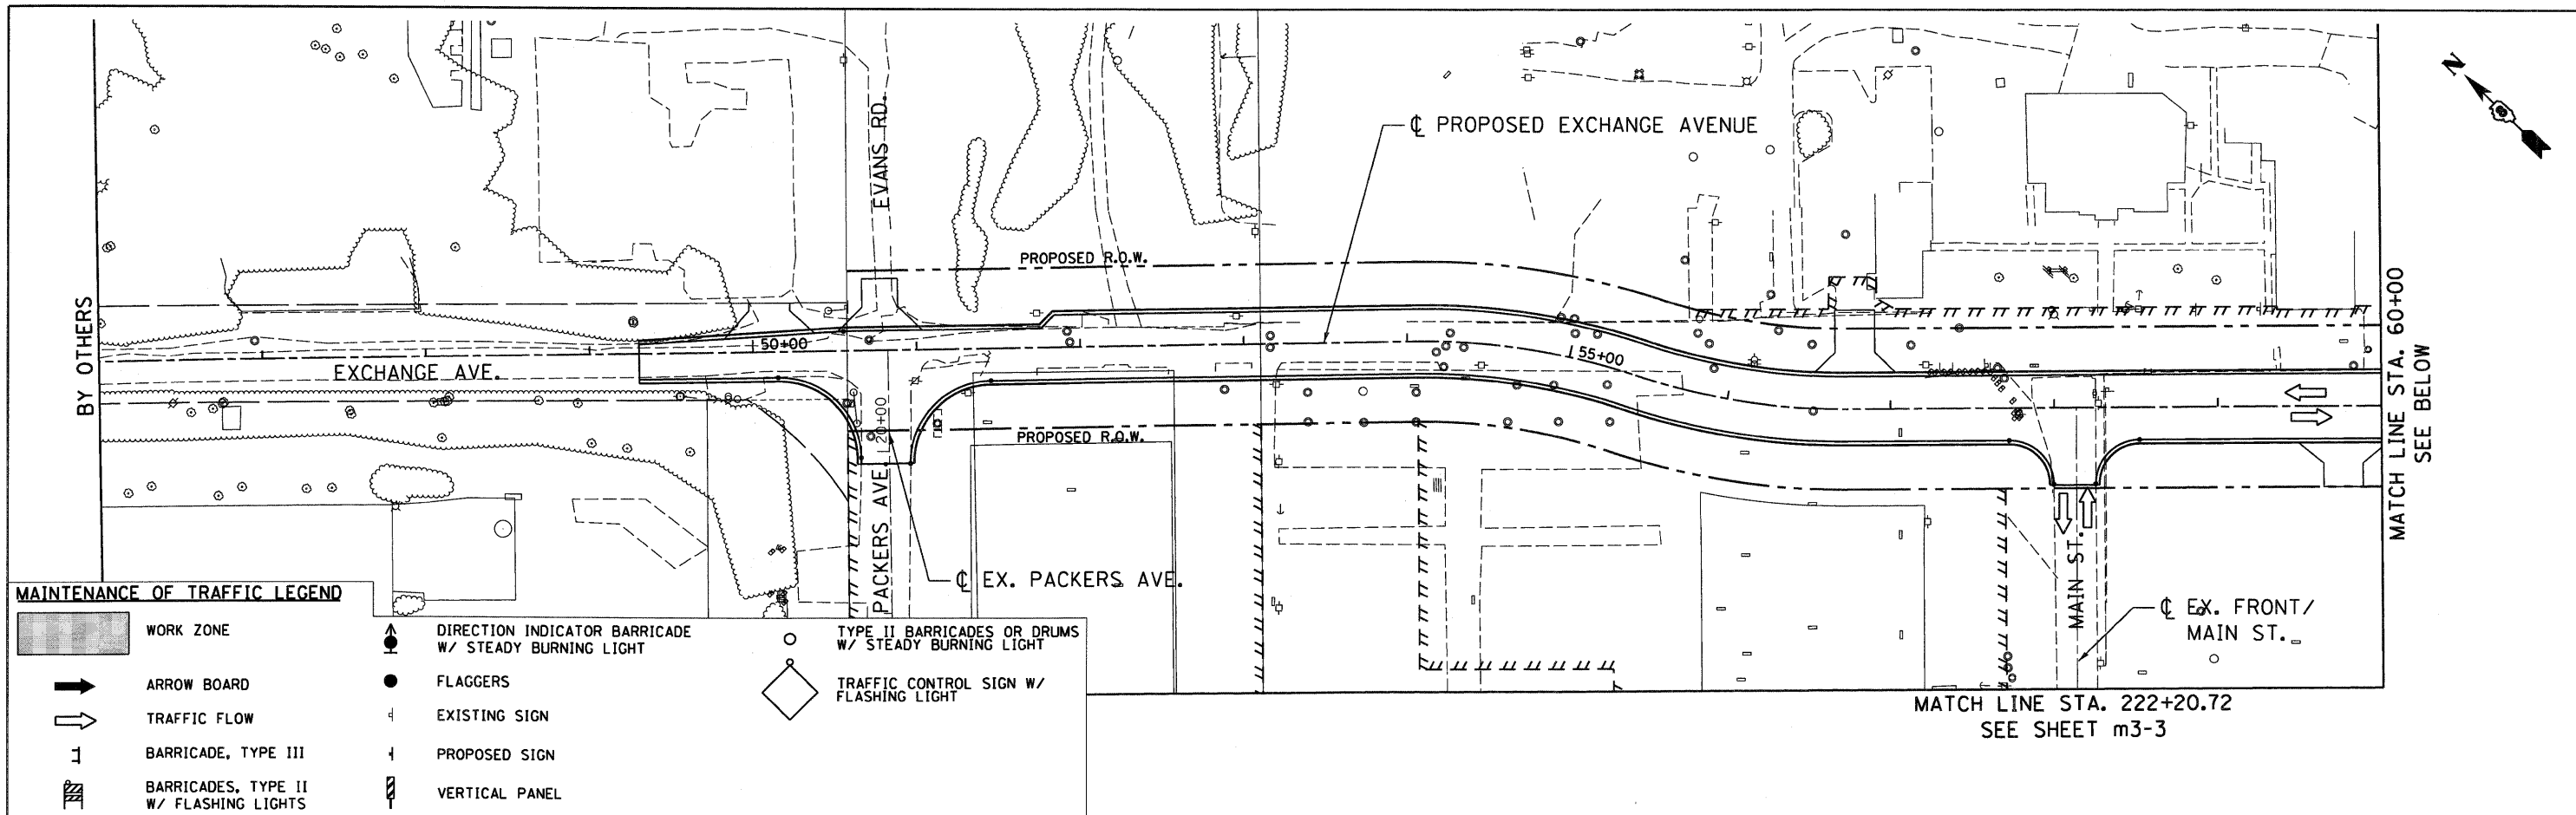 N
EVANS RD.
℄ PROPOSED EXCHANGE AVENUE
PROPOSED R.O.W.
BY OTHERS
50+00
EXCHANGE AVE.
55+00
MATCH LINE STA. 60+00
SEE BELOW
20+00
PROPOSED R.O.W.
PACKERS AVE.
℄ EX. PACKERS AVE.
MAIN ST.
℄ EX. FRONT/
MAIN ST.
MATCH LINE STA. 222+20.72
SEE SHEET m3-3
MAINTENANCE OF TRAFFIC LEGEND
WORK ZONE
ARROW BOARD
TRAFFIC FLOW
BARRICADE, TYPE III
BARRICADES, TYPE II
W/ FLASHING LIGHTS
DIRECTION INDICATOR BARRICADE
W/ STEADY BURNING LIGHT
FLAGGERS
EXISTING SIGN
PROPOSED SIGN
VERTICAL PANEL
TYPE II BARRICADES OR DRUMS
W/ STEADY BURNING LIGHT
TRAFFIC CONTROL SIGN W/
FLASHING LIGHT